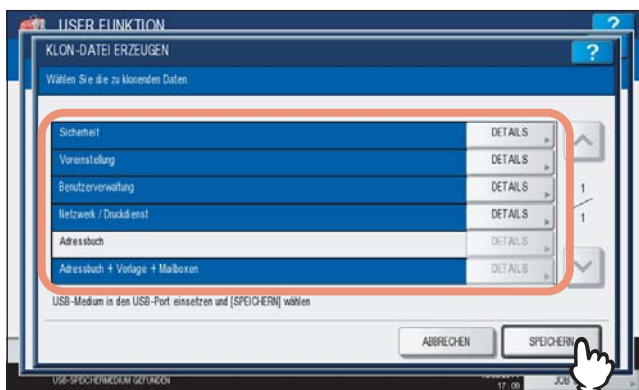 USER FUNKTION ?
KLON-DATEI ERZEUGEN ?
Wählen Sie die zu klonenden Daten.
Sicherheit DETAILS
Voreinstellung DETAILS
Benutzerverwaltung DETAILS 1
Netzwerk / Druckdienst DETAILS 1
Adressbuch DETAILS
Adressbuch + Vorlage + Mailboxen DETAILS
USB-Medium in den USB-Port einsetzen und [SPEICHERN] wählen
ABBRECHEN SPEICHERN
USB-SPEICHERMEDIUM GEFUNDEN 17:09 JOB